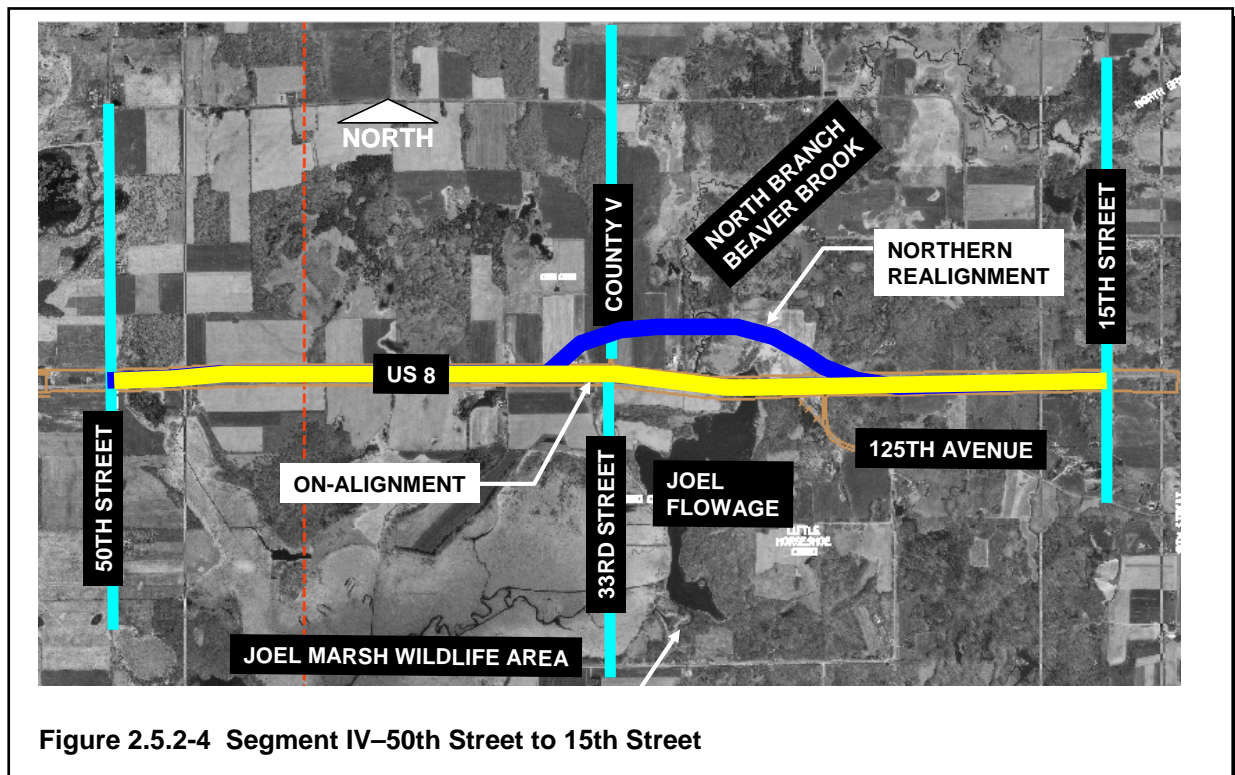 NORTH
NORTH BRANCH
BEAVER BROOK
COUNTY V
NORTHERN
REALIGNMENT
15TH STREET
US 8
50TH STREET
ON-ALIGNMENT
33RD STREET
JOEL
FLOWAGE
125TH AVENUE
LITTLE
HORSESHOE
JOEL MARSH WILDLIFE AREA
Figure 2.5.2-4 Segment IV–50th Street to 15th Street